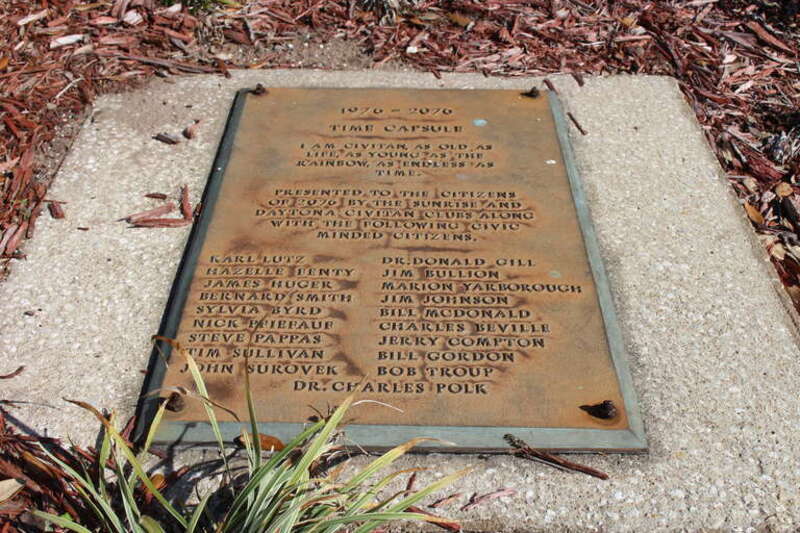 1976 – 2076
TIME CAPSULE
I AM CIVITAN, AS OLD AS
LIFE, AS YOUNG AS THE
RAINBOW, AS ENDLESS AS
TIME.
PRESENTED TO THE CITIZENS
OF 2076 BY THE SUNRISE AND
DAYTONA CIVITAN CLUBS ALONG
WITH THE FOLLOWING CIVIC
MINDED CITIZENS.
KARL LUTZ DR. DONALD GILL
HAZELLE FENTY JIM BULLION
JAMES HUGER MARION YARBOROUGH
BERNARD SMITH JIM JOHNSON
SYLVIA BYRD BILL MCDONALD
NICK PFIEFAUF CHARLES BEVILLE
STEVE PAPPAS JERRY COMPTON
TIM SULLIVAN BILL GORDON
JOHN SUROVEK BOB TROUP
DR. CHARLES POLK